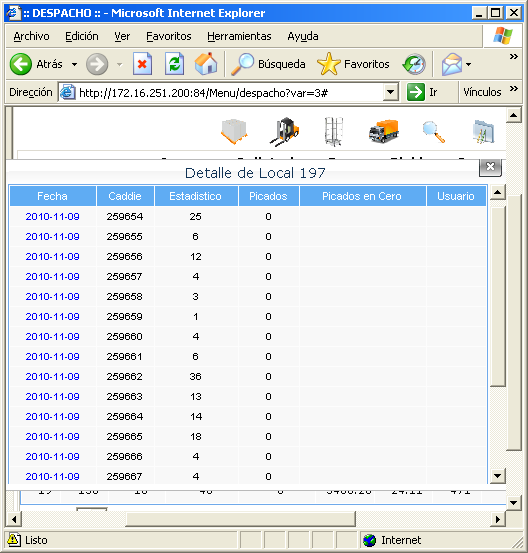 :: DESPACHO :: - Microsoft Internet Explorer
Archivo Edición Ver Favoritos Herramientas Ayuda
Atrás Búsqueda Favoritos
Dirección http://172.16.251.200:84/Menu/despacho?var=3# Ir Vínculos »
Detalle de Local 197
Fecha Caddie Estadistico Picados Picados en Cero Usuario
2010-11-09 259654 25 0
2010-11-09 259655 6 0
2010-11-09 259656 12 0
2010-11-09 259657 4 0
2010-11-09 259658 3 0
2010-11-09 259659 1 0
2010-11-09 259660 4 0
2010-11-09 259661 6 0
2010-11-09 259662 36 0
2010-11-09 259663 13 0
2010-11-09 259664 14 0
2010-11-09 259665 18 0
2010-11-09 259666 4 0
2010-11-09 259667 4 0
Listo Internet